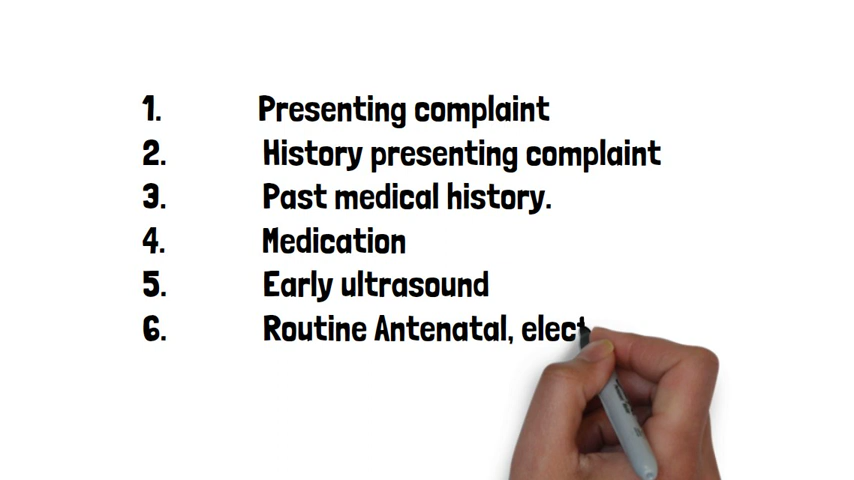 1. Presenting complaint
2. History presenting complaint
3. Past medical history.
4. Medication
5. Early ultrasound
6. Routine Antenatal, elect